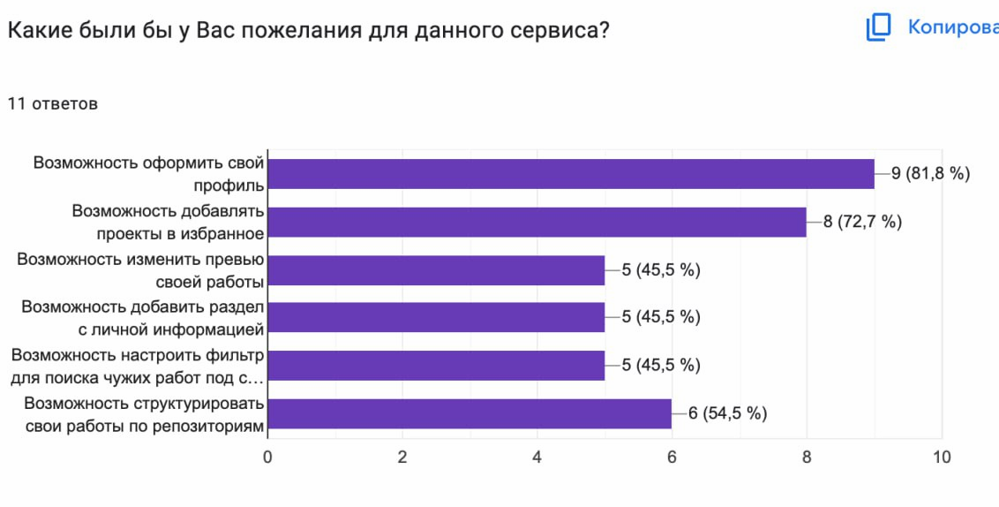 Какие были бы у Вас пожелания для данного сервиса?
Копирова
11 ответов
Возможность оформить свой
профиль
9 (81,8 %)
Возможность добавлять
проекты в избранное
8 (72,7 %)
Возможность изменить превью
своей работы
5 (45,5 %)
Возможность добавить раздел
с личной информацией
5 (45,5 %)
Возможность настроить фильтр
для поиска чужих работ под с…
5 (45,5 %)
Возможность структурировать
свои работы по репозиториям
6 (54,5 %)
0 2 4 6 8 10